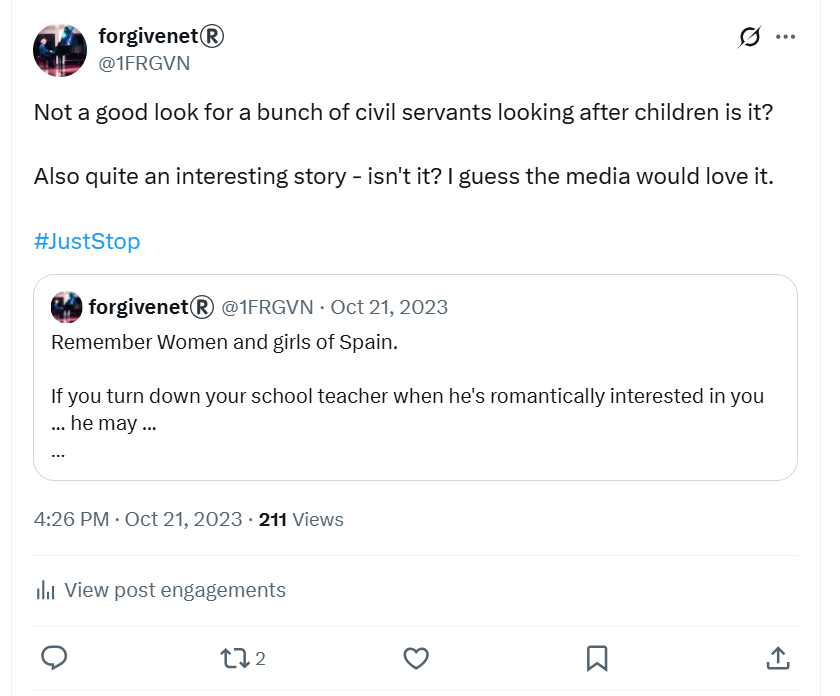 forgivenet®
@1FRGVN
Not a good look for a bunch of civil servants looking after children is it?
Also quite an interesting story - isn't it? I guess the media would love it.
#JustStop
forgivenet® @1FRGVN · Oct 21, 2023
Remember Women and girls of Spain.
If you turn down your school teacher when he's romantically interested in you
... he may ...
...
4:26 PM · Oct 21, 2023 · 211 Views
View post engagements
2